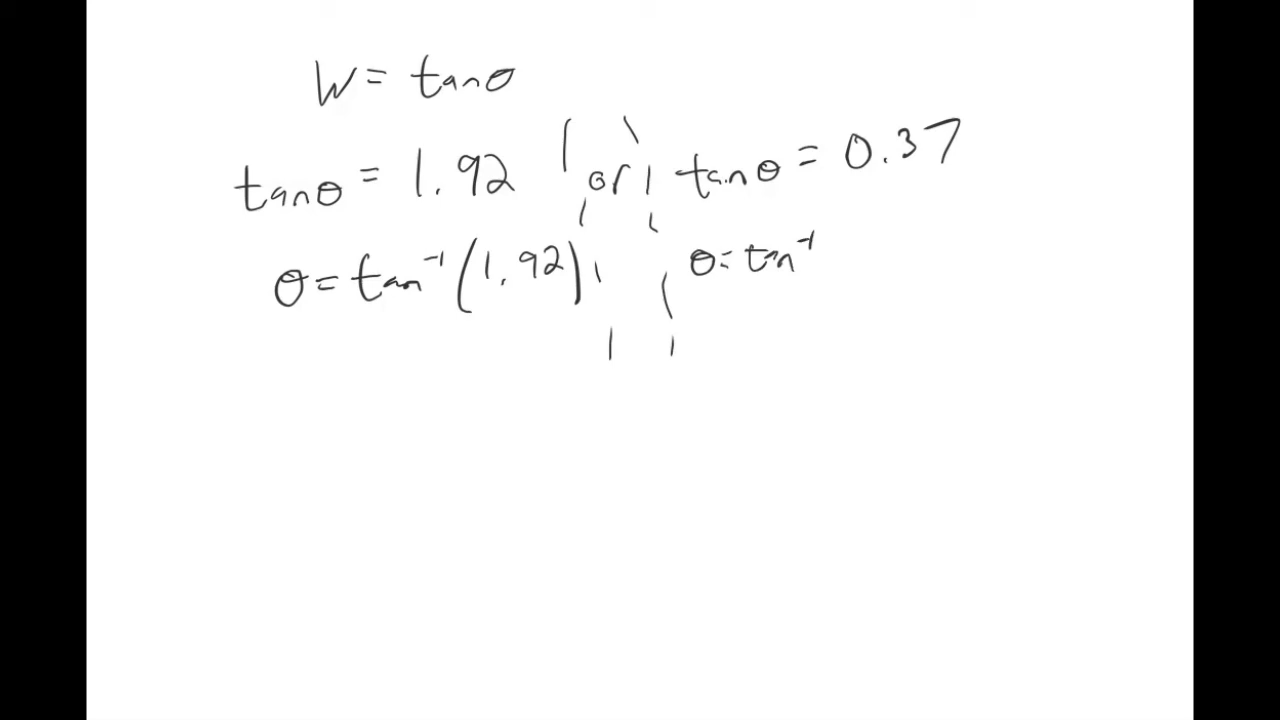 W = tanθ
tanθ = 1.92 or tanθ = 0.37
θ = tan⁻¹(1.92) θ = tan⁻¹